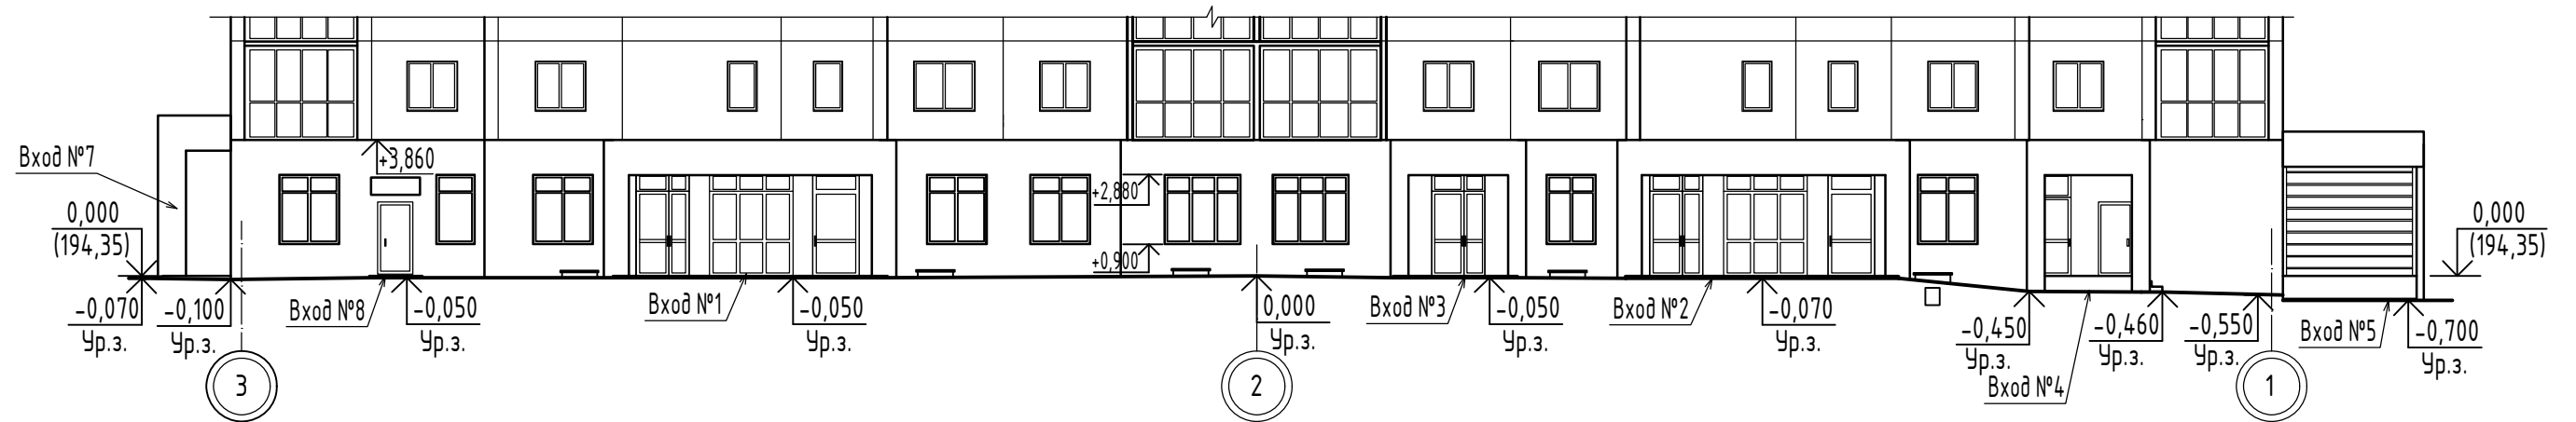 Вход №7
+3,860
+2,880
0,000
(194,35)
0,000
(194,35)
+0,900
-0,070
Ур.з.
-0,100
Ур.з.
Вход №8
-0,050
Ур.з.
Вход №1
-0,050
Ур.з.
0,000
Ур.з.
Вход №3
-0,050
Ур.з.
Вход №2
-0,070
Ур.з.
-0,450
Ур.з.
Вход №4
-0,460
Ур.з.
-0,550
Ур.з.
Вход №5
-0,700
Ур.з.
3
2
1